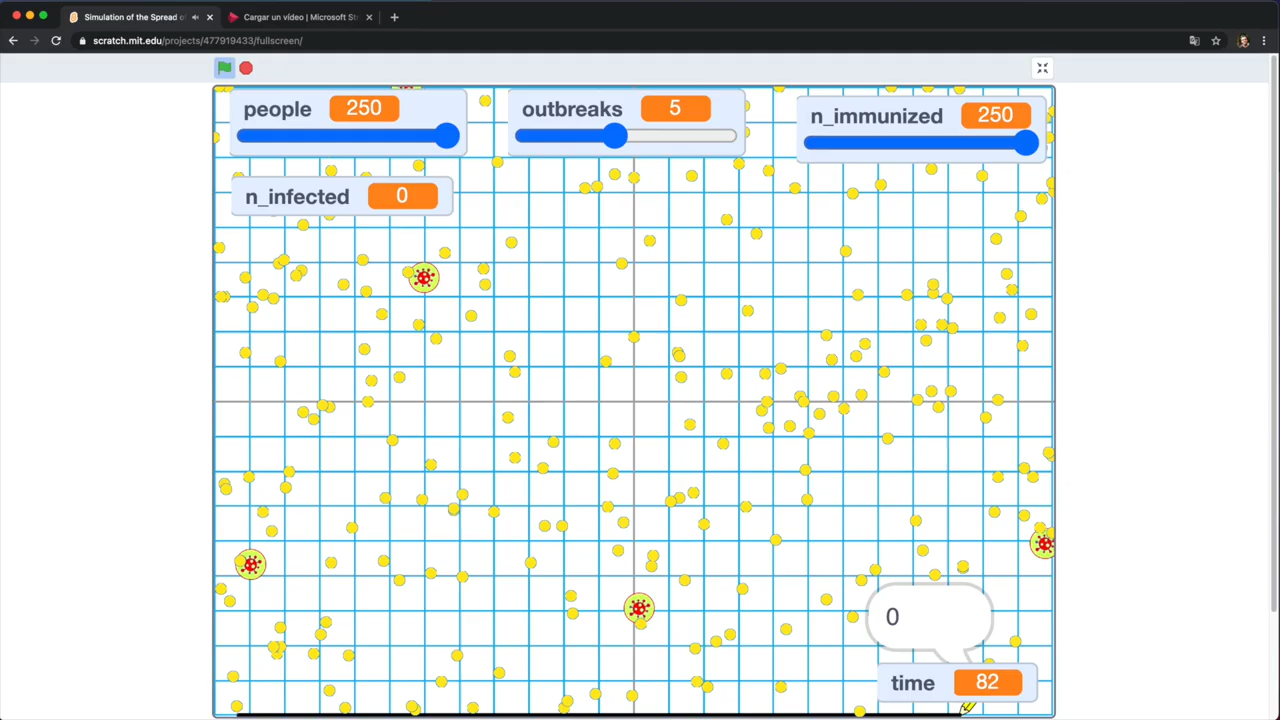 Simulation of the Spread o
Cargar un vídeo | Microsoft St
scratch.mit.edu/projects/477919433/fullscreen/
people 250
outbreaks 5
n_immunized 250
n_infected 0
0
time 82